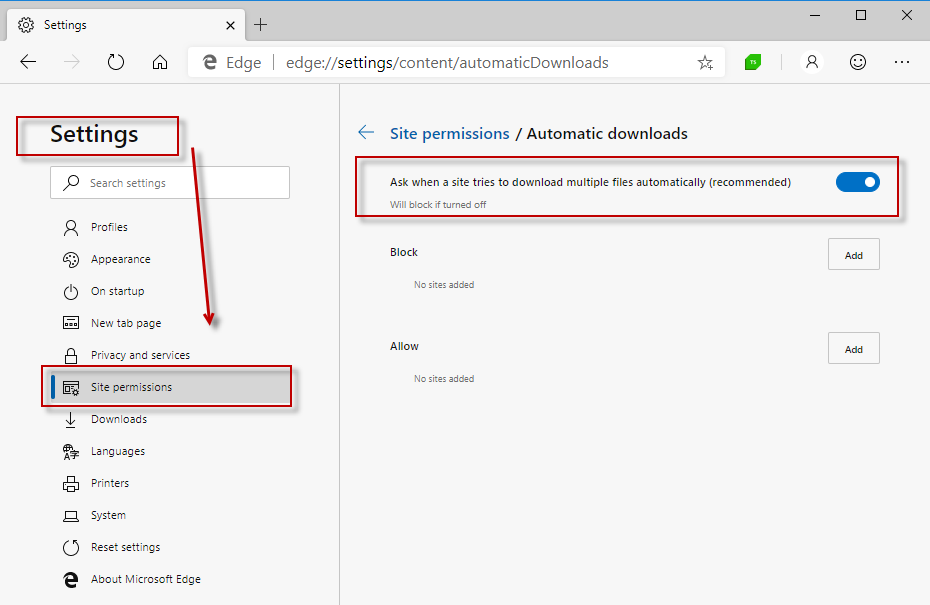 Settings
Edge
edge://settings/content/automaticDownloads
TS
Settings
Search settings
Profiles
Appearance
On startup
New tab page
Privacy and services
Site permissions
Downloads
Languages
Printers
System
Reset settings
About Microsoft Edge
Site permissions / Automatic downloads
Ask when a site tries to download multiple files automatically (recommended)
Will block if turned off
Block
Add
No sites added
Allow
Add
No sites added